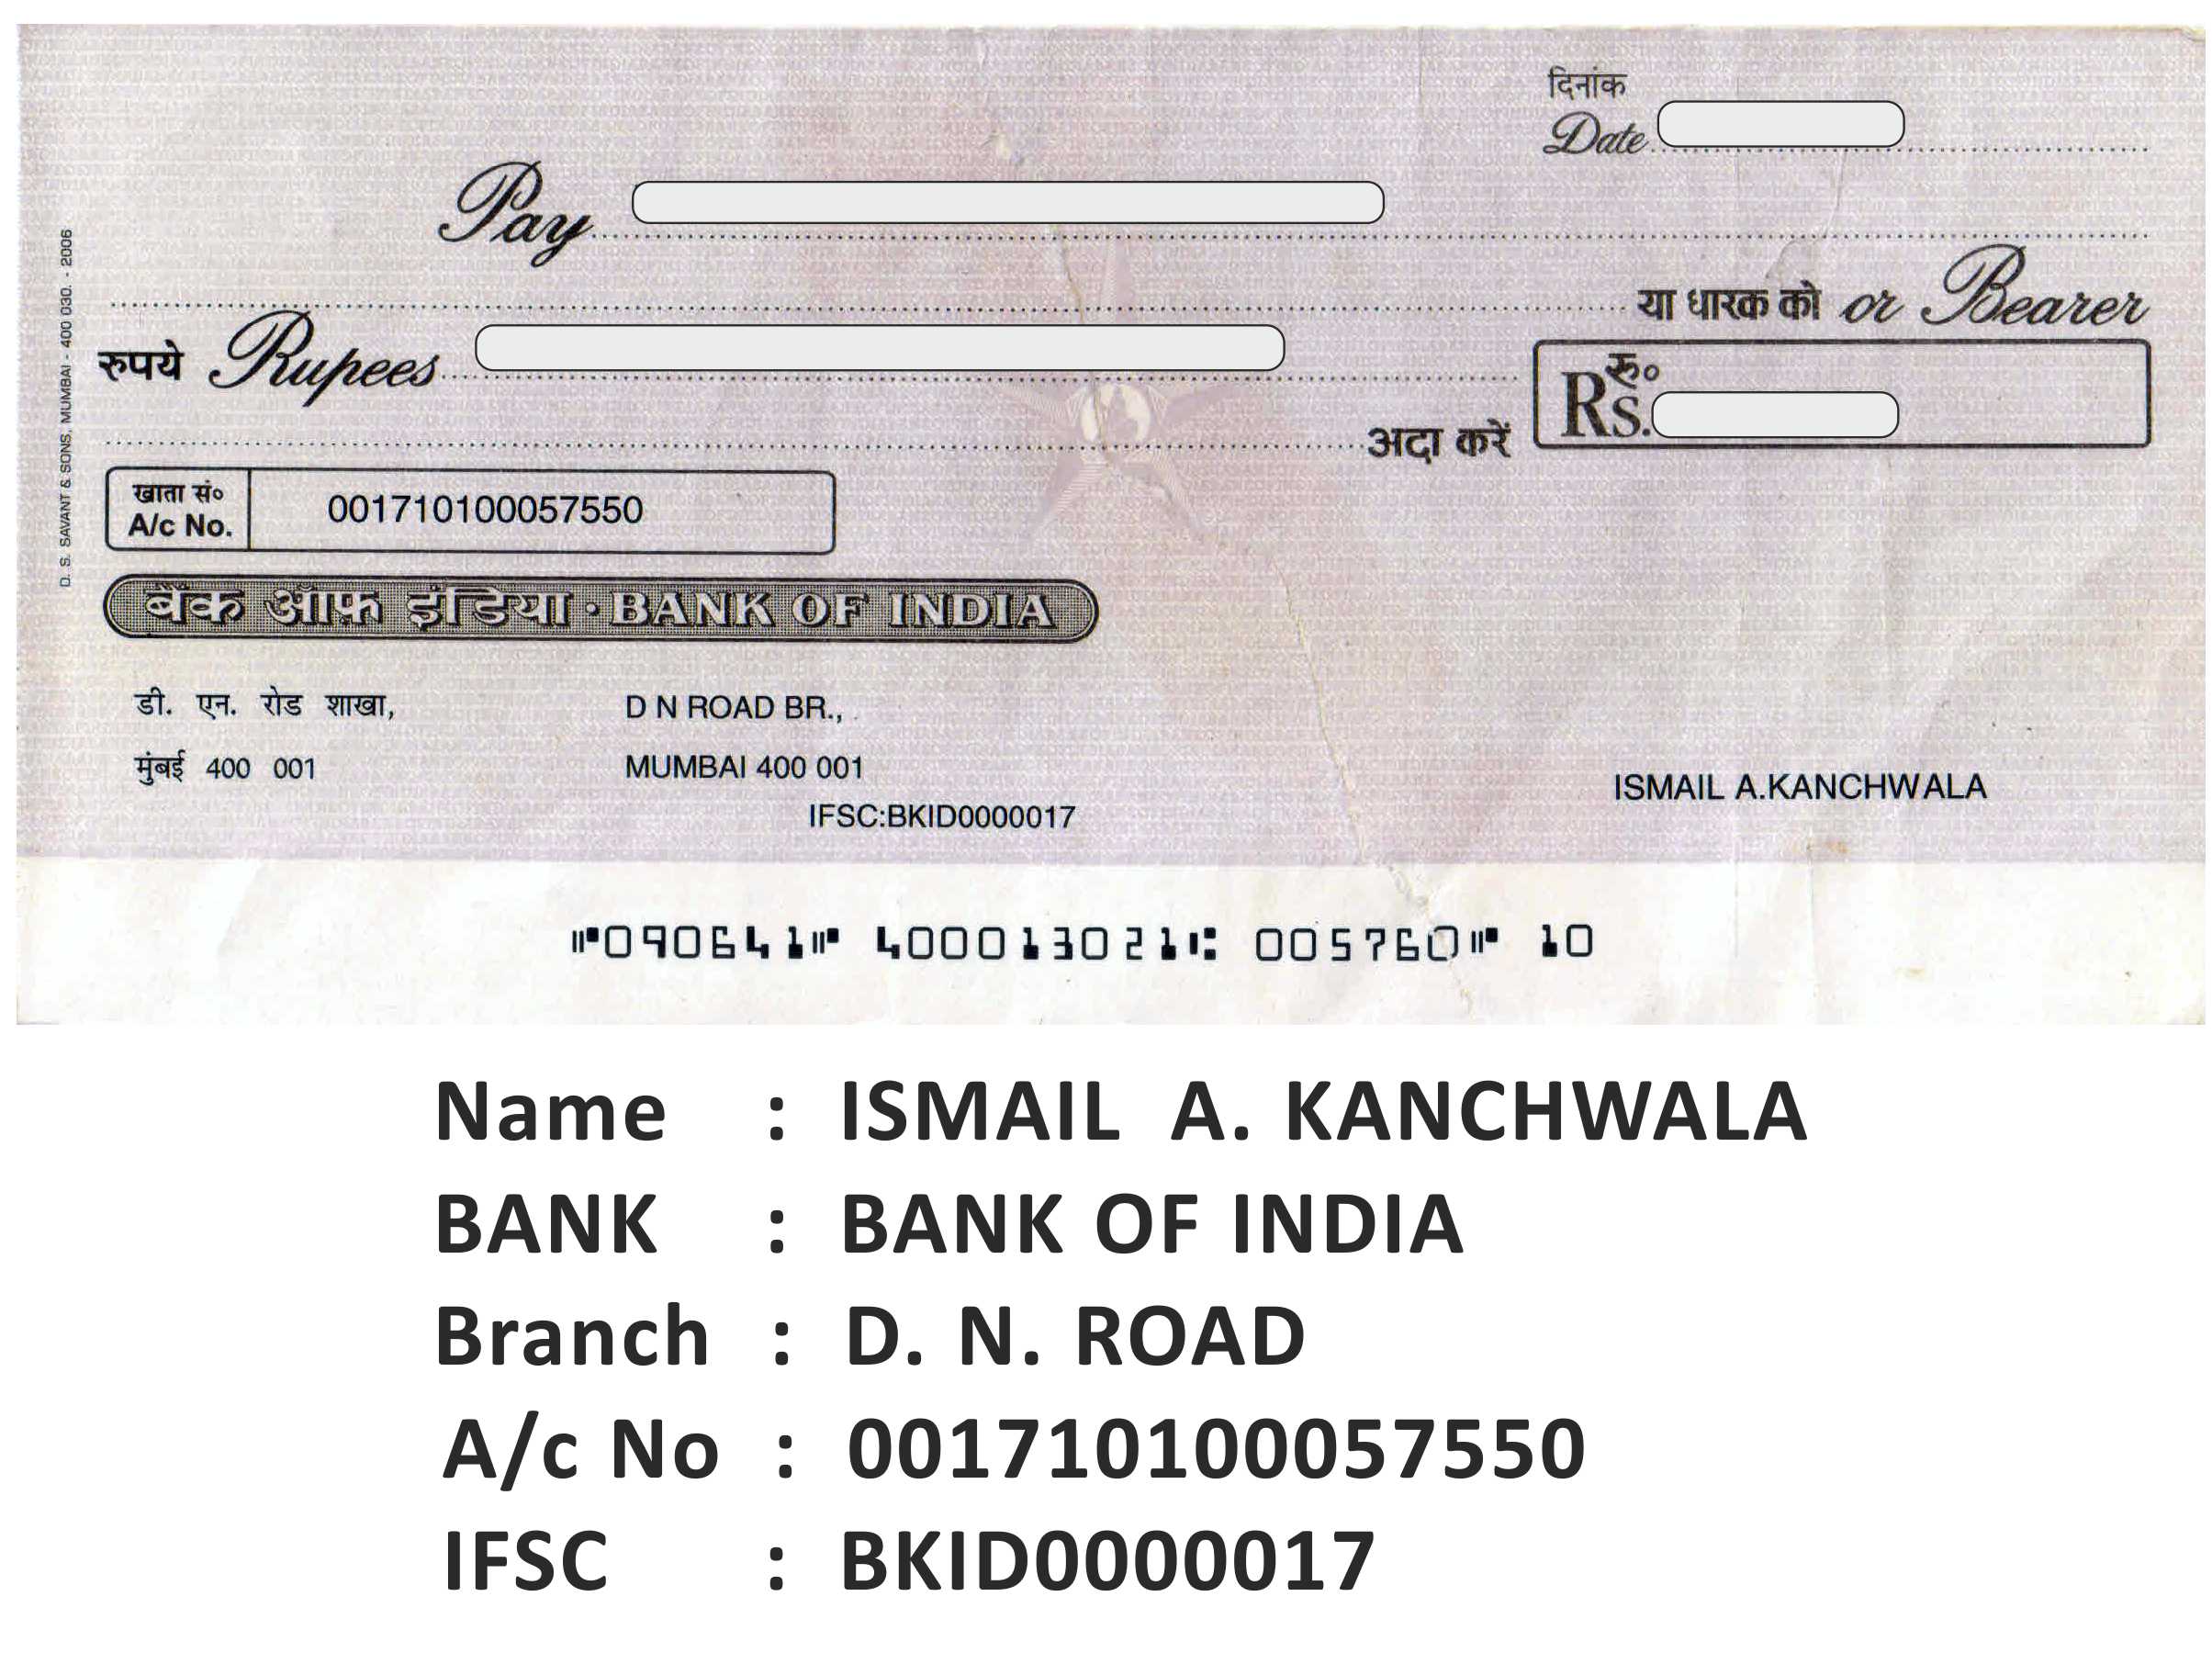 दिनांक
Date
Pay
या धारक को or Bearer
रुपये Rupees
रु०
Rs.
अदा करें
खाता सं०
A/c No. 001710100057550
बैंक ऑफ़ इंडिया · BANK OF INDIA
डी. एन. रोड शाखा, D N ROAD BR.,
मुंबई 400 001 MUMBAI 400 001
IFSC:BKID0000017
ISMAIL A.KANCHWALA
D. S. SAVANT & SONS, MUMBAI - 400 030. - 2006
⑈090641⑈ 400013021⑆ 005760⑈ 10
Name : ISMAIL A. KANCHWALA
BANK : BANK OF INDIA
Branch : D. N. ROAD
A/c No : 001710100057550
IFSC : BKID0000017